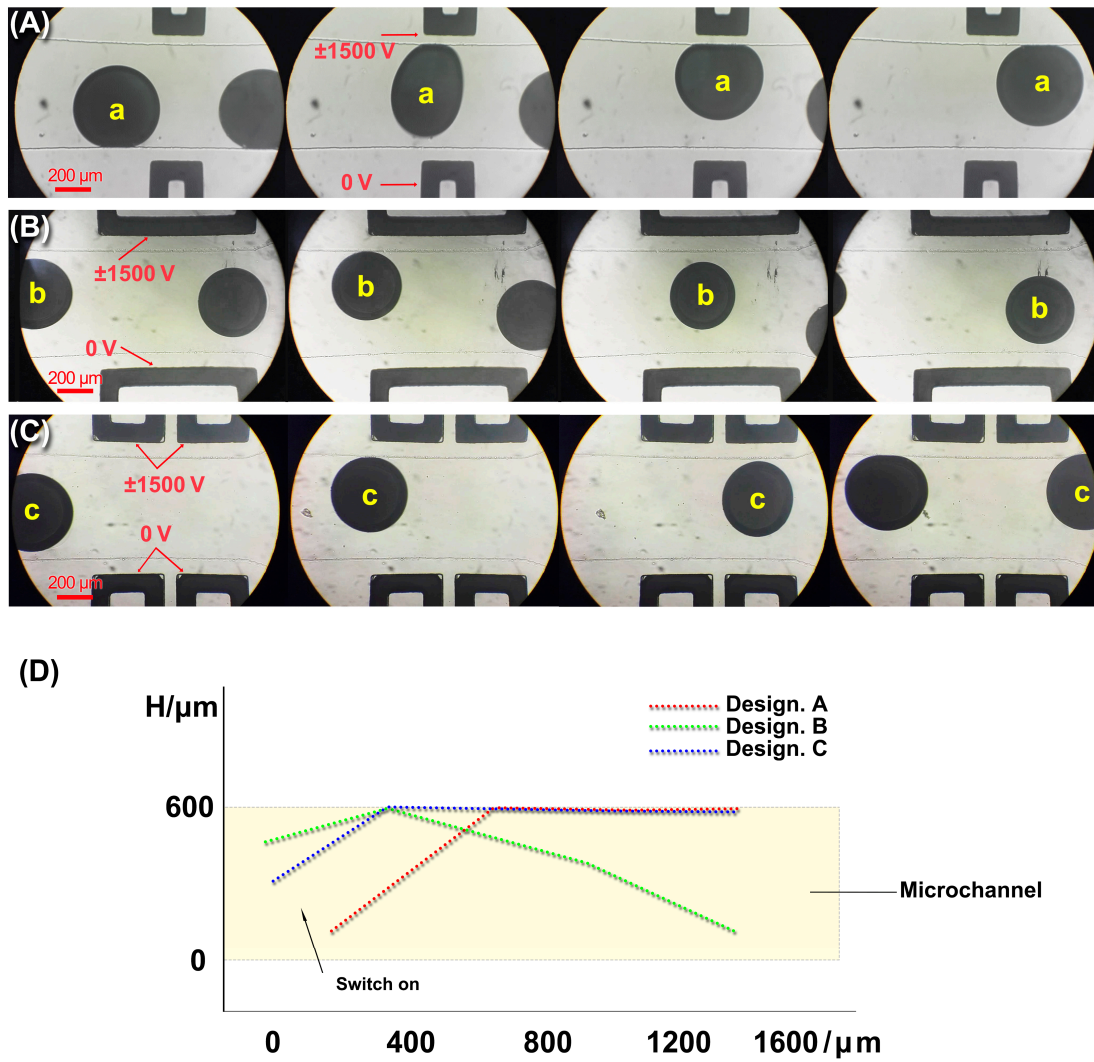 (A)
±1500 V
a
a
a
a
0 V
200 µm
(B)
±1500 V
b
b
b
b
0 V
200 µm
(C)
±1500 V
c
c
c
c
0 V
200 µm
(D)
H/µm
Design. A
Design. B
Design. C
600
Microchannel
0
Switch on
0 400 800 1200 1600/µm